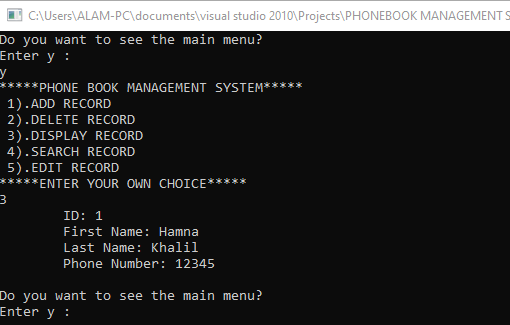 C:\Users\ALAM-PC\documents\visual studio 2010\Projects\PHONEBOOK MANAGEMENT S
Do you want to see the main menu?
Enter y :
y
*****PHONE BOOK MANAGEMENT SYSTEM*****
1).ADD RECORD
2).DELETE RECORD
3).DISPLAY RECORD
4).SEARCH RECORD
5).EDIT RECORD
*****ENTER YOUR OWN CHOICE*****
3
ID: 1
First Name: Hamna
Last Name: Khalil
Phone Number: 12345
Do you want to see the main menu?
Enter y :